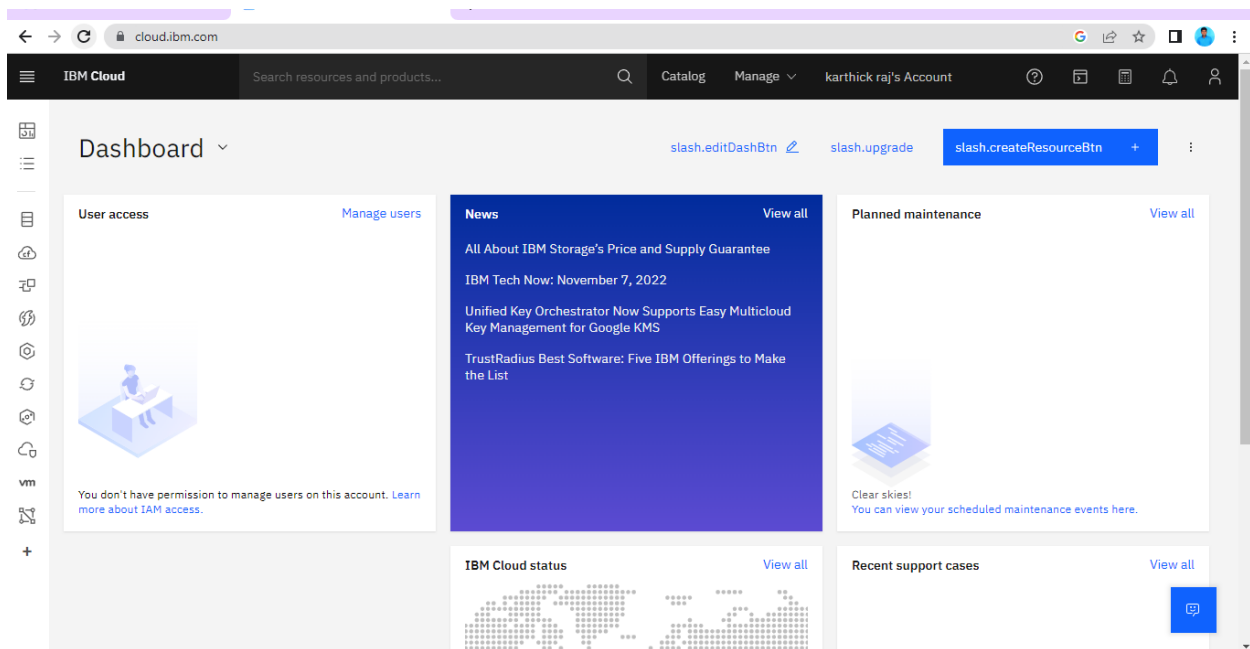 cloud.ibm.com
IBM Cloud
Search resources and products...
Catalog
Manage
karthick raj's Account
Dashboard
slash.editDashBtn
slash.upgrade
slash.createResourceBtn +
User access
Manage users
You don't have permission to manage users on this account. Learn
more about IAM access.
News
View all
All About IBM Storage's Price and Supply Guarantee
IBM Tech Now: November 7, 2022
Unified Key Orchestrator Now Supports Easy Multicloud
Key Management for Google KMS
TrustRadius Best Software: Five IBM Offerings to Make
the List
Planned maintenance
View all
Clear skies!
You can view your scheduled maintenance events here.
IBM Cloud status
View all
Recent support cases
View all
cf
vm
+